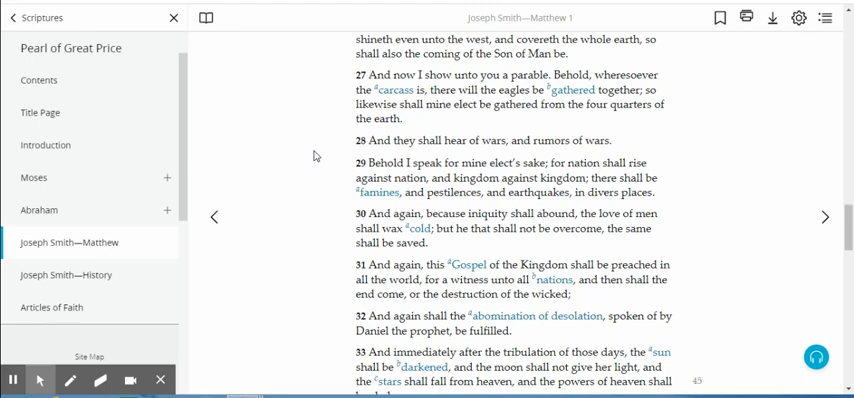 Scriptures
Joseph Smith—Matthew 1
Pearl of Great Price
Contents
Title Page
Introduction
Moses +
Abraham +
Joseph Smith—Matthew
Joseph Smith—History
Articles of Faith
Site Map
shineth even unto the west, and covereth the whole earth, so
shall also the coming of the Son of Man be.
27 And now I show unto you a parable. Behold, wheresoever
the a carcass is, there will the eagles be b gathered together; so
likewise shall mine elect be gathered from the four quarters of
the earth.
28 And they shall hear of wars, and rumors of wars.
29 Behold I speak for mine elect's sake; for nation shall rise
against nation, and kingdom against kingdom; there shall be
a famines, and pestilences, and earthquakes, in divers places.
30 And again, because iniquity shall abound, the love of men
shall wax a cold; but he that shall not be overcome, the same
shall be saved.
31 And again, this a Gospel of the Kingdom shall be preached in
all the world, for a witness unto all b nations, and then shall the
end come, or the destruction of the wicked;
32 And again shall the a abomination of desolation, spoken of by
Daniel the prophet, be fulfilled.
33 And immediately after the tribulation of those days, the a sun
shall be b darkened, and the moon shall not give her light, and
the c stars shall fall from heaven, and the powers of heaven shall
45